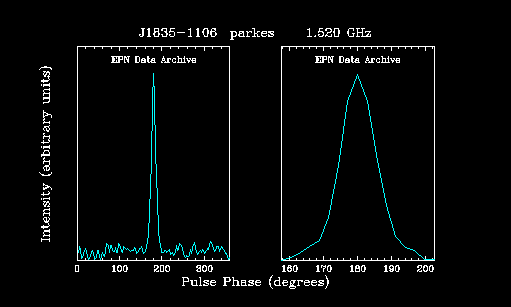 J1835-1106 parkes 1.520 GHz
EPN Data Archive
EPN Data Archive
Intensity (arbitrary units)
0 100 200 300
160 170 180 190 200
Pulse Phase (degrees)